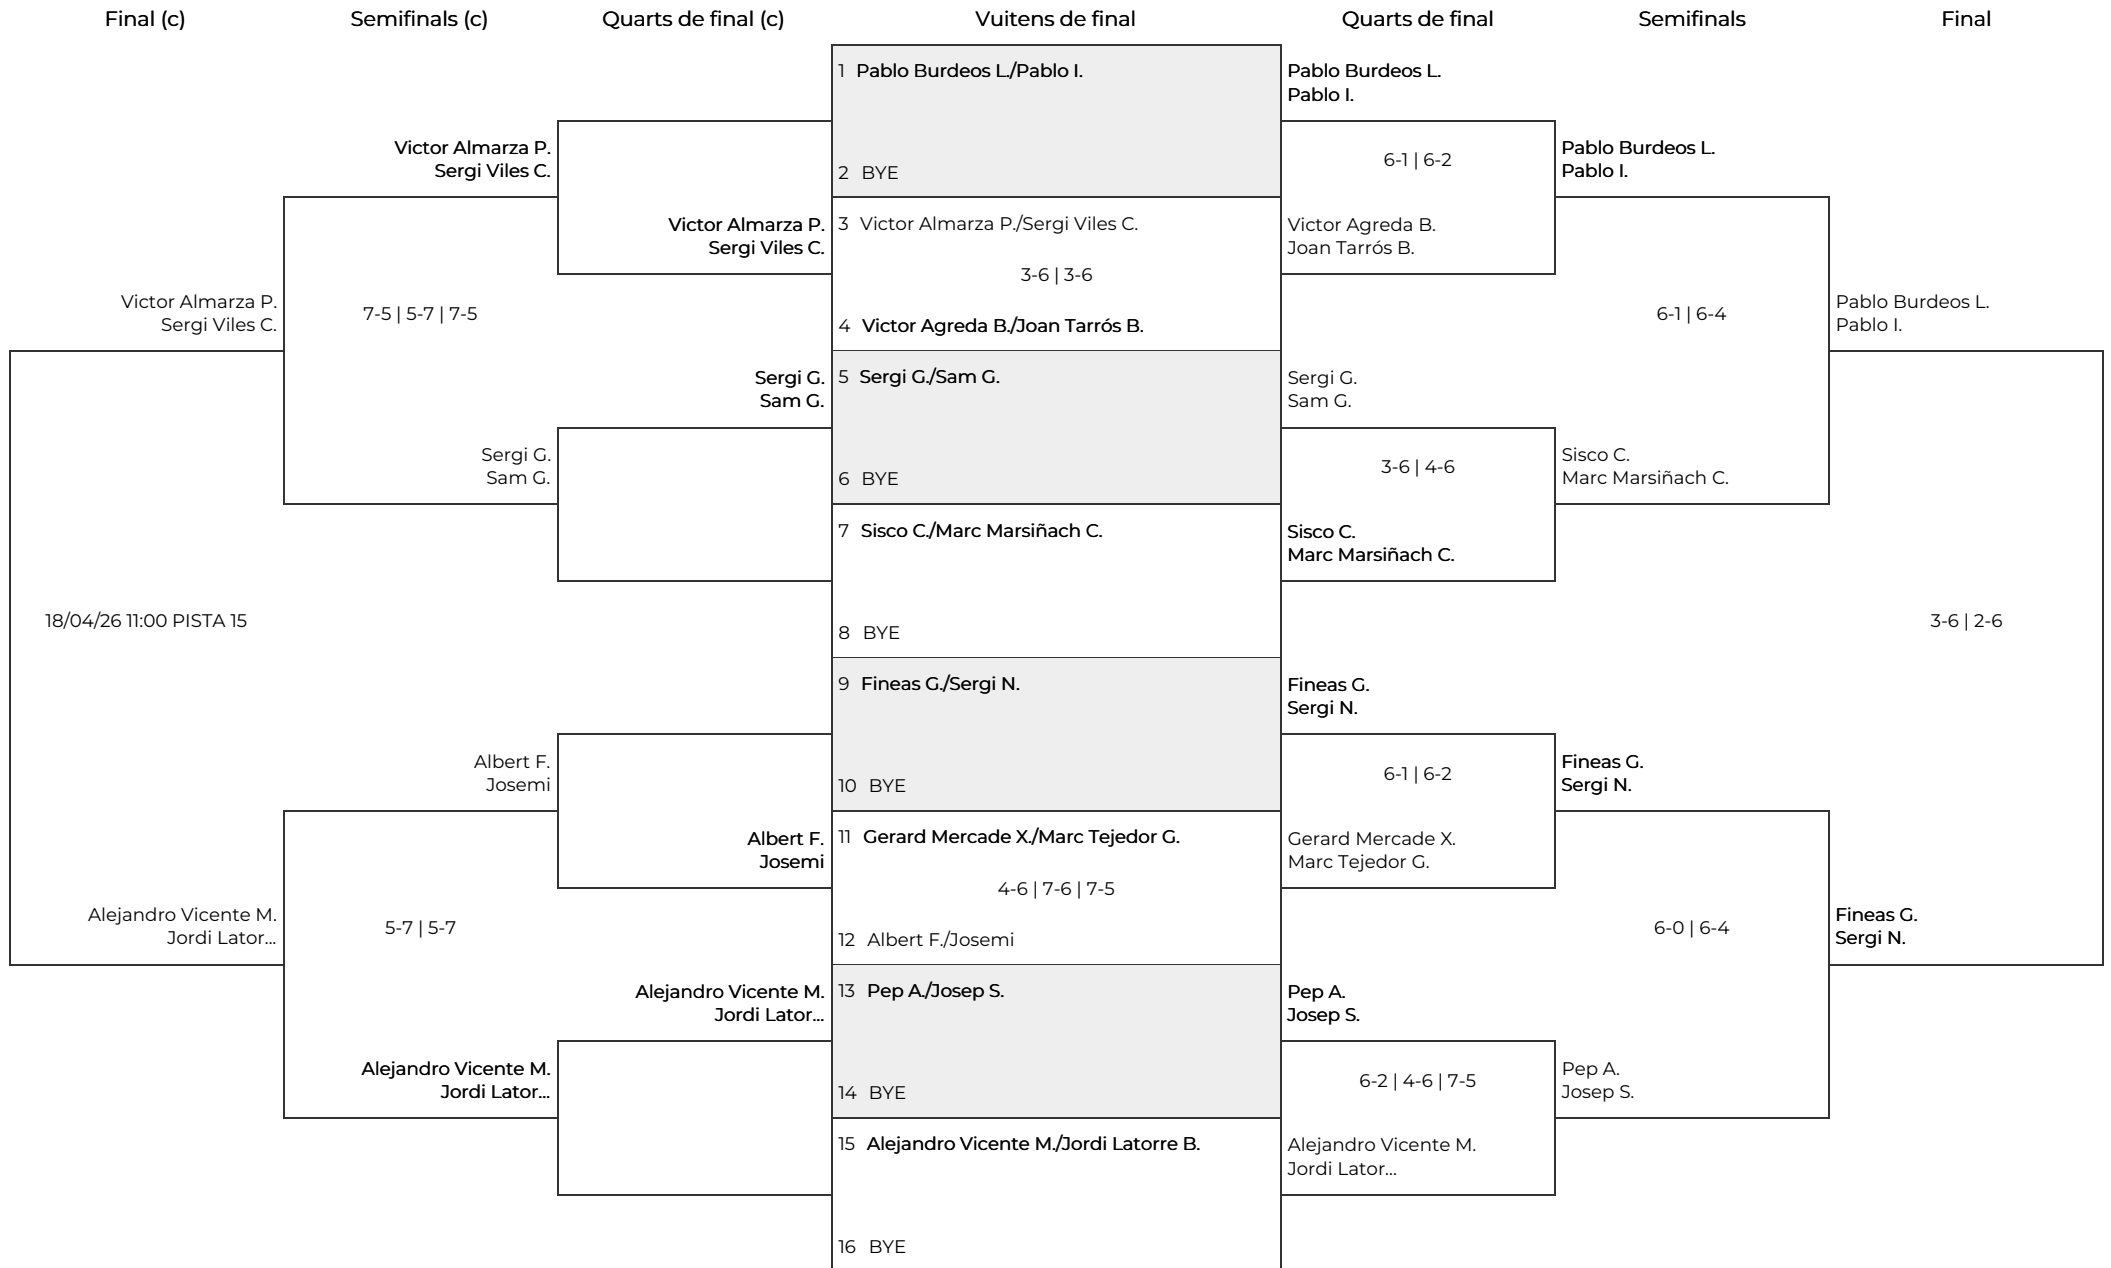 Final (c)
Semifinals (c)
Quarts de final (c)
Vuitens de final
Quarts de final
Semifinals
Final
Victor Almarza P.
Sergi Viles C.
7-5 | 5-7 | 7-5
18/04/26 11:00 PISTA 15
Alejandro Vicente M.
Jordi Lator...
5-7 | 5-7
Victor Almarza P.
Sergi Viles C.
Sergi G.
Sam G.
Albert F.
Josemi
Alejandro Vicente M.
Jordi Lator...
Victor Almarza P.
Sergi Viles C.
Sergi G.
Sam G.
Albert F.
Josemi
Alejandro Vicente M.
Jordi Lator...
1 Pablo Burdeos L./Pablo I.
2 BYE
3 Victor Almarza P./Sergi Viles C.
3-6 | 3-6
4 Victor Agreda B./Joan Tarrós B.
5 Sergi G./Sam G.
6 BYE
7 Sisco C./Marc Marsiñach C.
8 BYE
9 Fineas G./Sergi N.
10 BYE
11 Gerard Mercade X./Marc Tejedor G.
4-6 | 7-6 | 7-5
12 Albert F./Josemi
13 Pep A./Josep S.
14 BYE
15 Alejandro Vicente M./Jordi Latorre B.
16 BYE
Pablo Burdeos L.
Pablo I.
6-1 | 6-2
Victor Agreda B.
Joan Tarrós B.
Sergi G.
Sam G.
3-6 | 4-6
Sisco C.
Marc Marsiñach C.
Fineas G.
Sergi N.
6-1 | 6-2
Gerard Mercade X.
Marc Tejedor G.
Pep A.
Josep S.
6-2 | 4-6 | 7-5
Alejandro Vicente M.
Jordi Lator...
Pablo Burdeos L.
Pablo I.
6-1 | 6-4
Sisco C.
Marc Marsiñach C.
Fineas G.
Sergi N.
6-0 | 6-4
Pep A.
Josep S.
Pablo Burdeos L.
Pablo I.
3-6 | 2-6
Fineas G.
Sergi N.